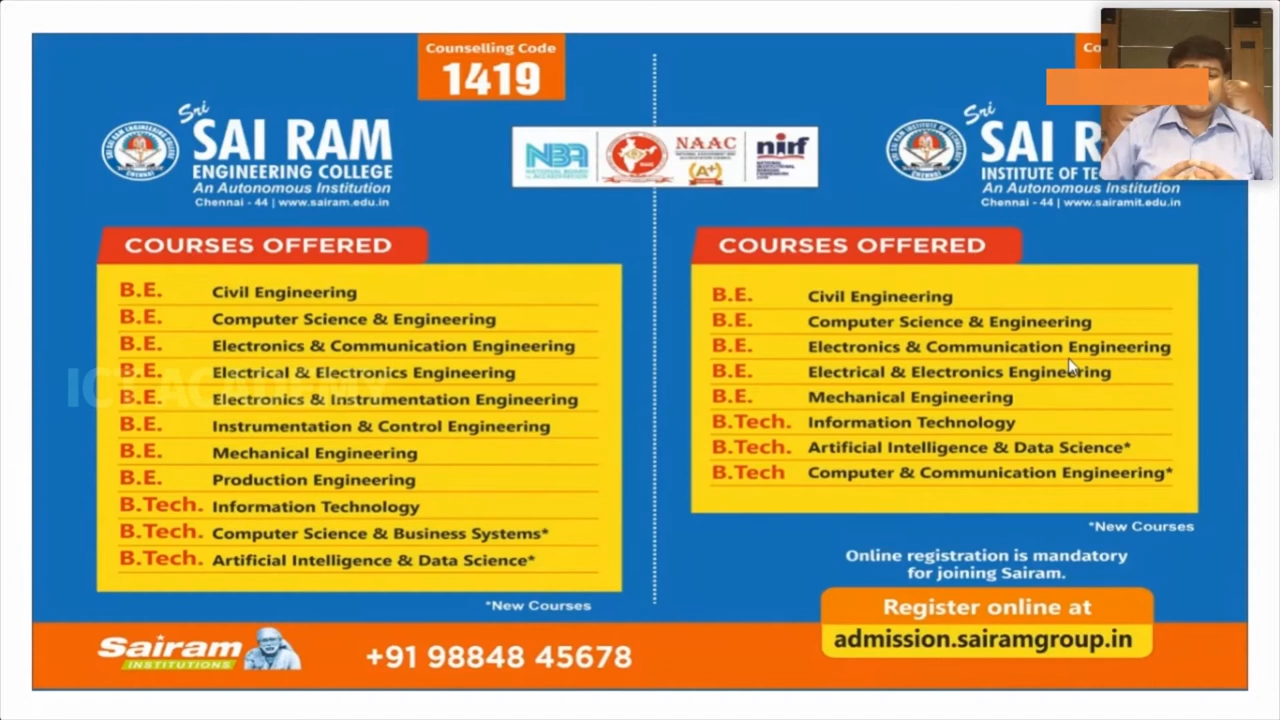 Counselling Code
1419
Sri
SAI RAM
ENGINEERING COLLEGE
An Autonomous Institution
Chennai - 44 | www.sairam.edu.in
NBA
NATIONAL BOARD
NAAC
A+
nirf
Sri
SAI R
INSTITUTE OF TEC
An Autonomous Institution
Chennai - 44 | www.sairamit.edu.in
COURSES OFFERED
B.E. Civil Engineering
B.E. Computer Science & Engineering
B.E. Electronics & Communication Engineering
B.E. Electrical & Electronics Engineering
B.E. Electronics & Instrumentation Engineering
B.E. Instrumentation & Control Engineering
B.E. Mechanical Engineering
B.E. Production Engineering
B.Tech. Information Technology
B.Tech. Computer Science & Business Systems*
B.Tech. Artificial Intelligence & Data Science*
*New Courses
COURSES OFFERED
B.E. Civil Engineering
B.E. Computer Science & Engineering
B.E. Electronics & Communication Engineering
B.E. Electrical & Electronics Engineering
B.E. Mechanical Engineering
B.Tech. Information Technology
B.Tech. Artificial Intelligence & Data Science*
B.Tech Computer & Communication Engineering*
*New Courses
ICT ACADEMY
Online registration is mandatory
for joining Sairam.
Register online at
admission.sairamgroup.in
Sairam
INSTITUTIONS
+91 98848 45678